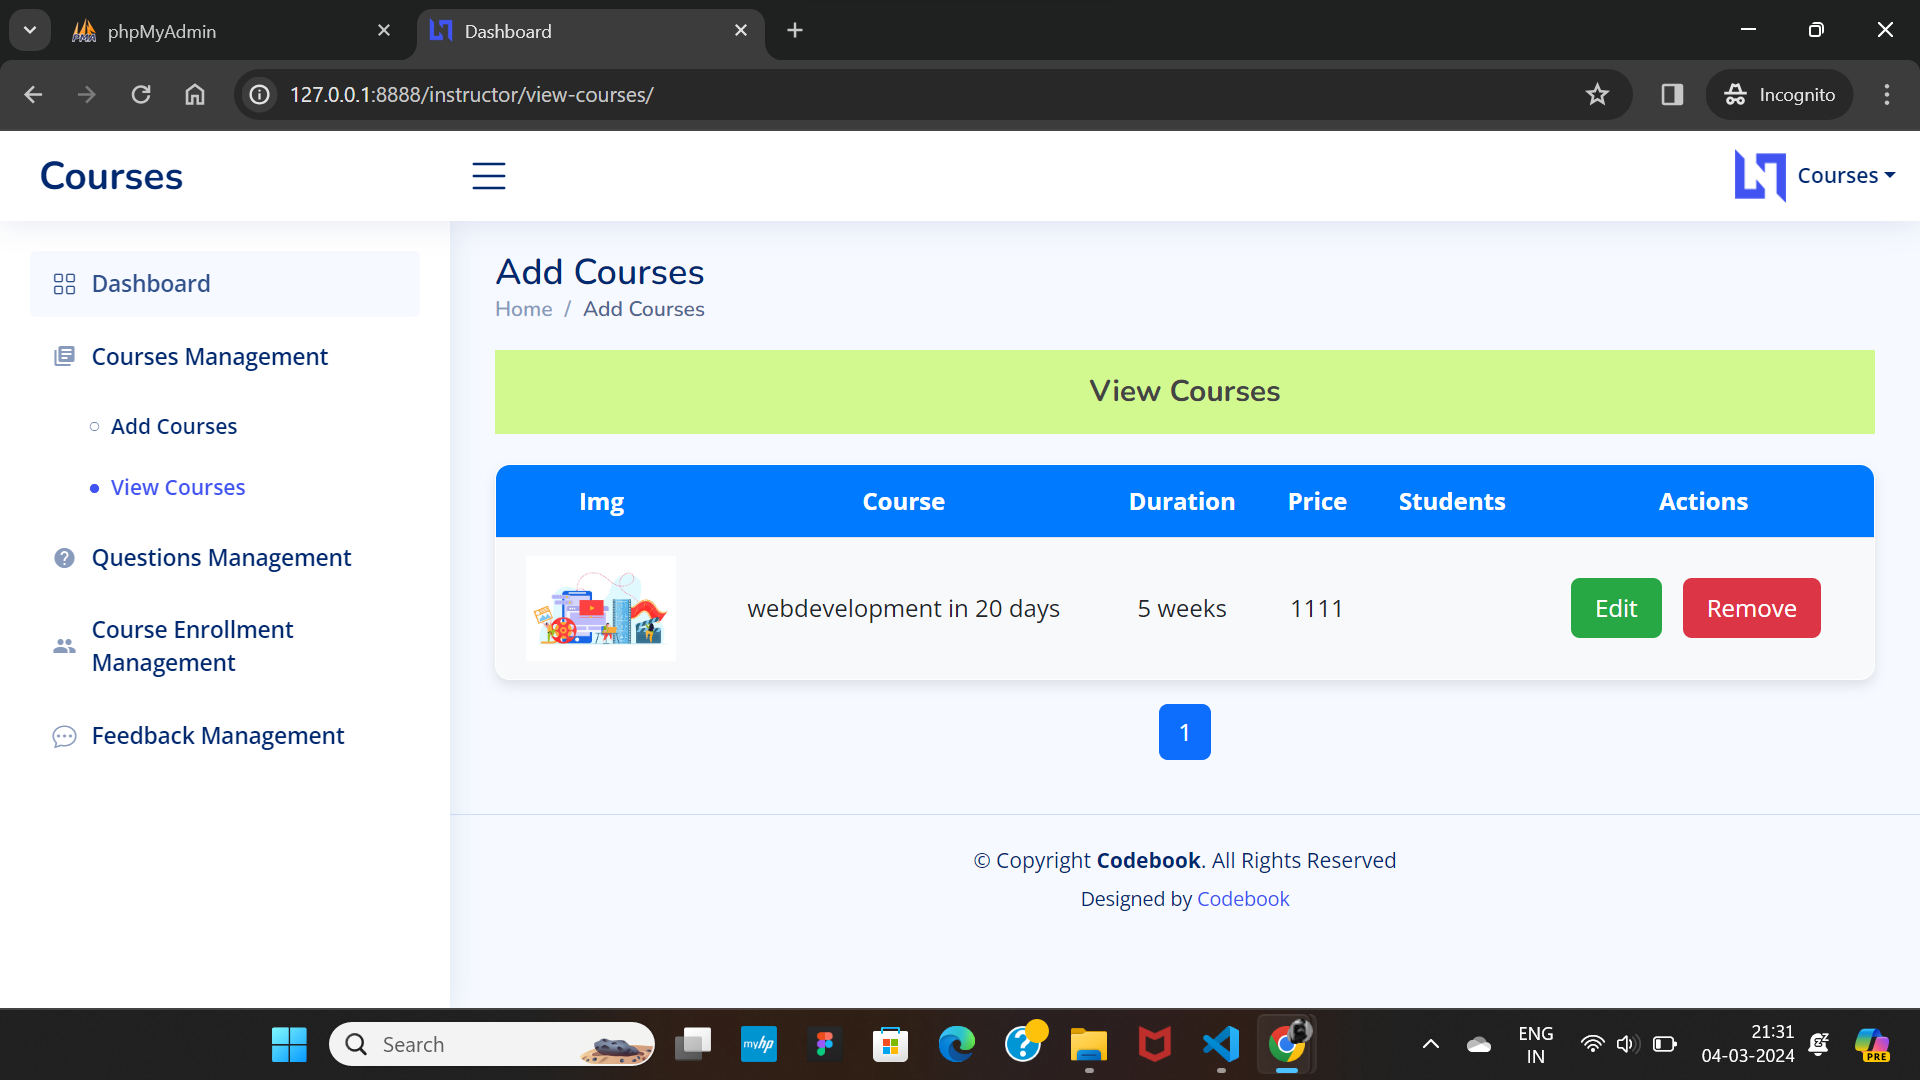 phpMyAdmin
Dashboard
127.0.0.1:8888/instructor/view-courses/
Incognito
Courses
Courses
Dashboard
Courses Management
Add Courses
View Courses
Questions Management
Course Enrollment
Management
Feedback Management
Add Courses
Home / Add Courses
View Courses
Img Course Duration Price Students Actions
webdevelopment in 20 days 5 weeks 1111 Edit Remove
1
© Copyright Codebook. All Rights Reserved
Designed by Codebook
Search
myhp
ENG
IN
21:31
04-03-2024
PRE